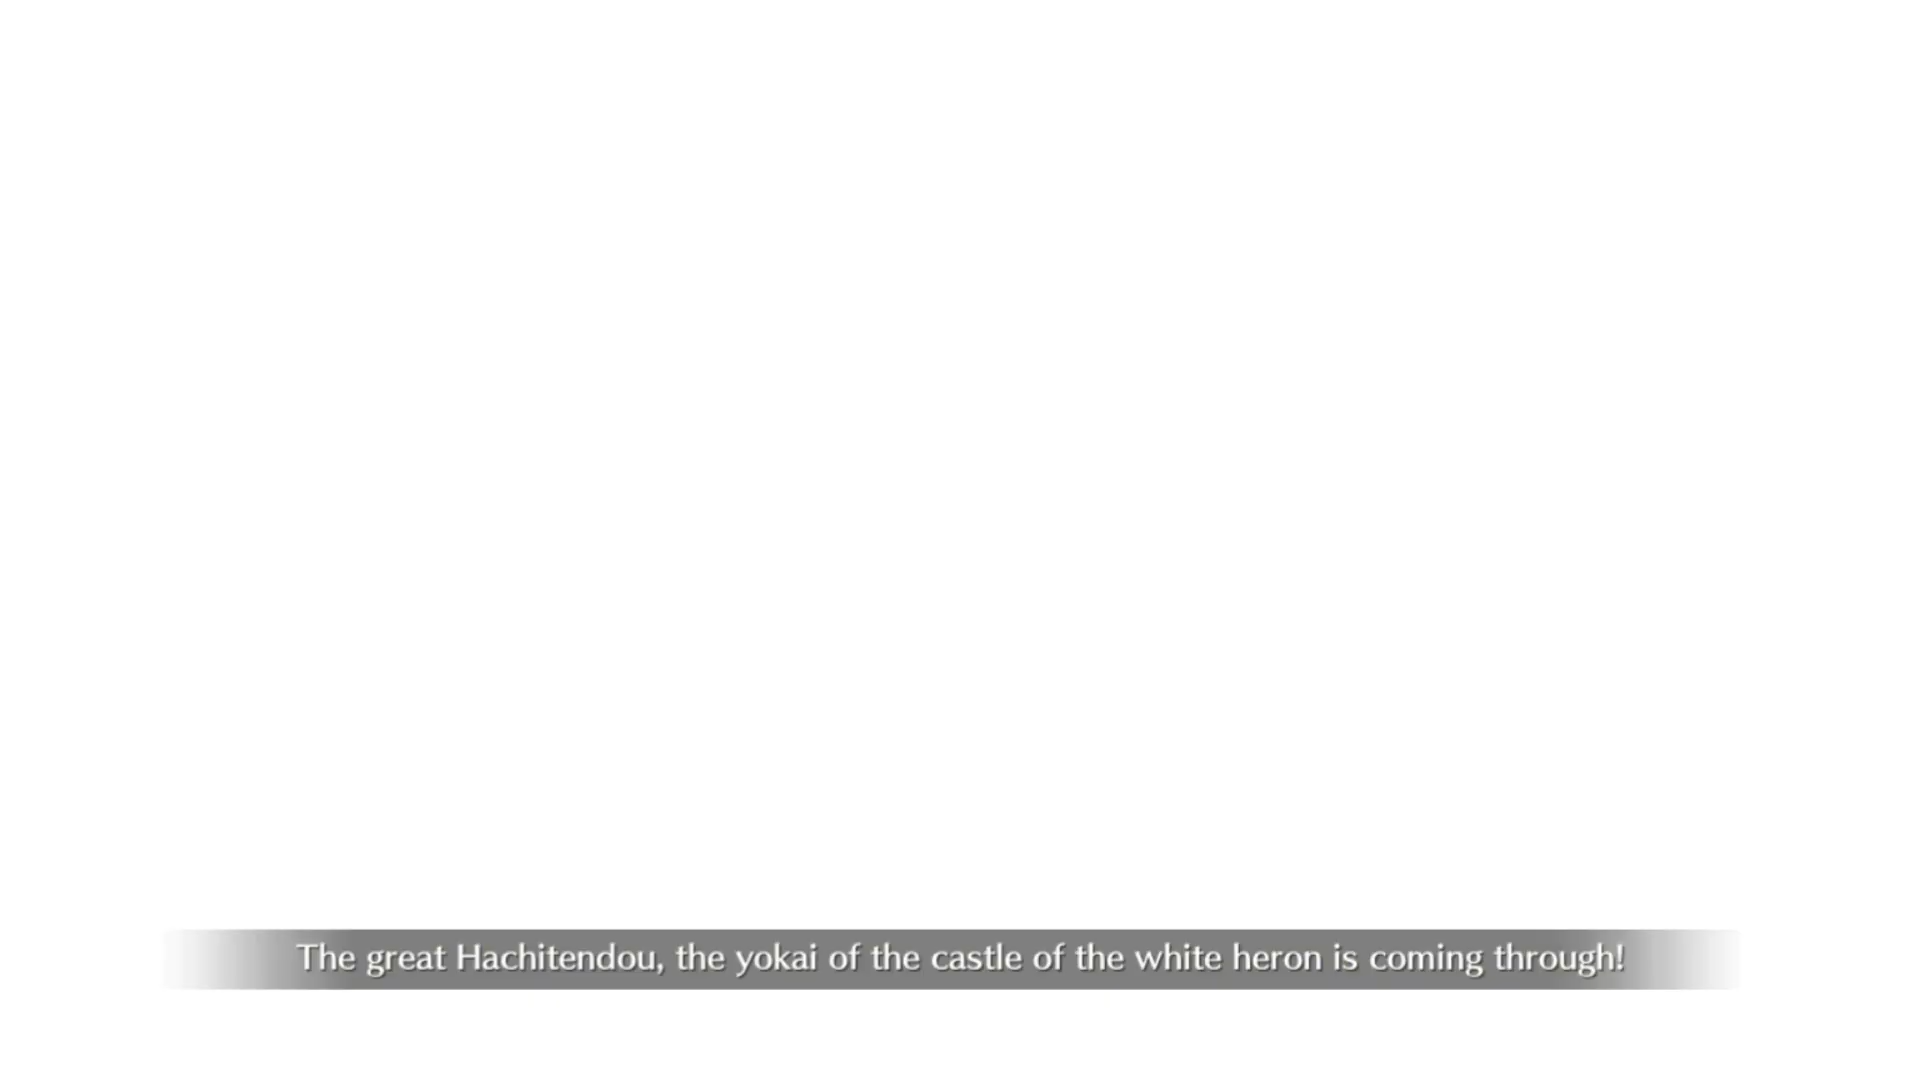 The great Hachitendou, the yokai of the castle of the white heron is coming through!